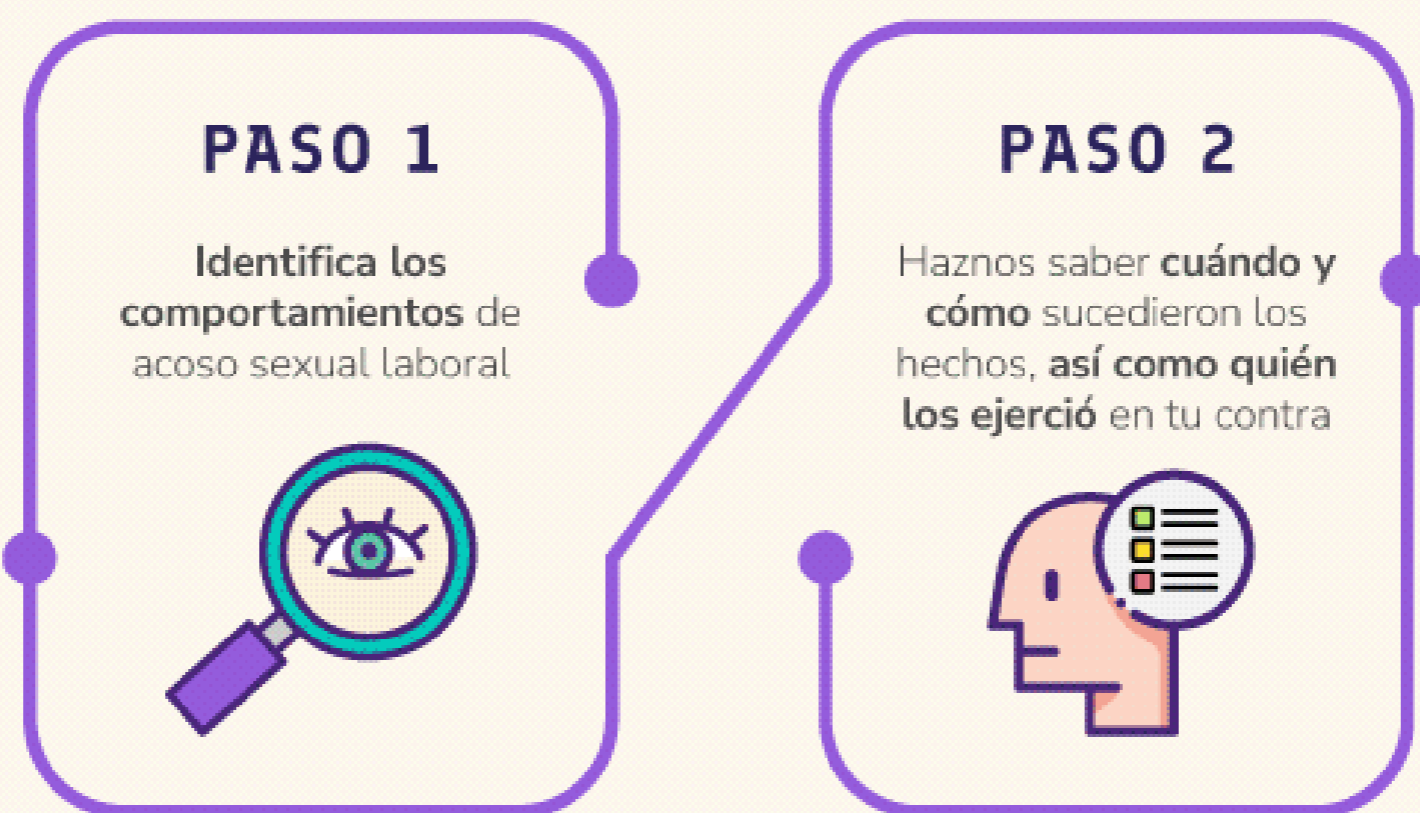 PASO 1
Identifica los
comportamientos de
acoso sexual laboral
PASO 2
Haznos saber cuándo y
cómo sucedieron los
hechos, así como quién
los ejerció en tu contra